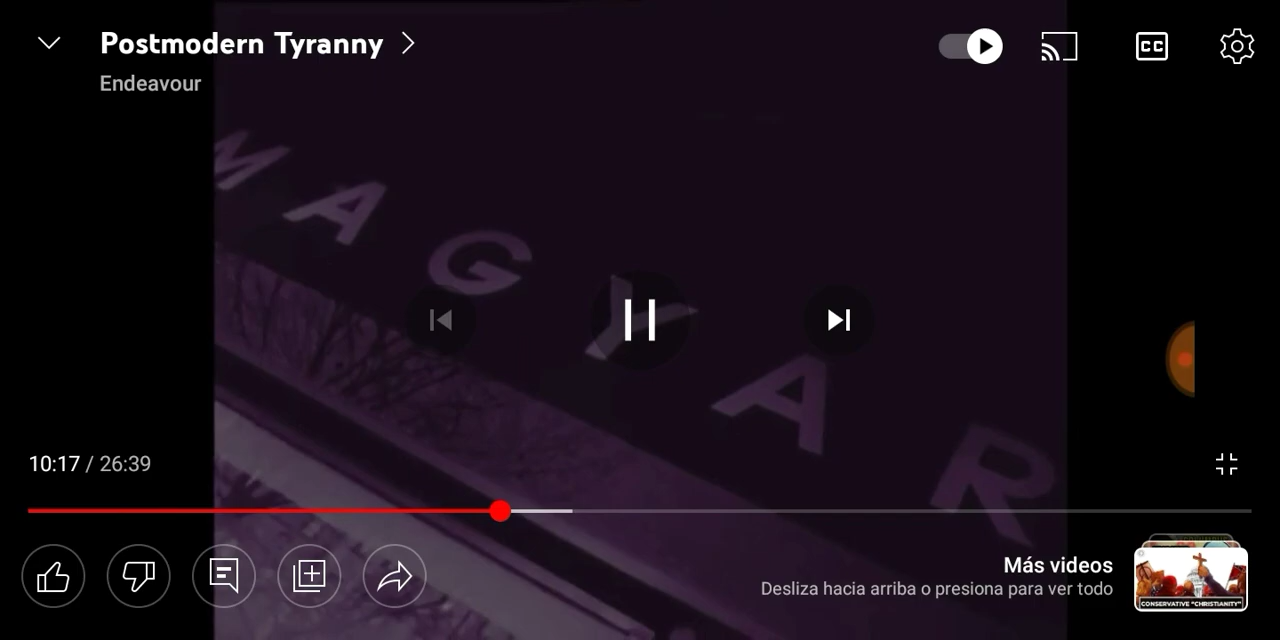 Postmodern Tyranny
Endeavour
CC
MAGYAR
10:17 / 26:39
Más videos
Desliza hacia arriba o presiona para ver todo
CONSERVATIVE "CHRISTIANITY"